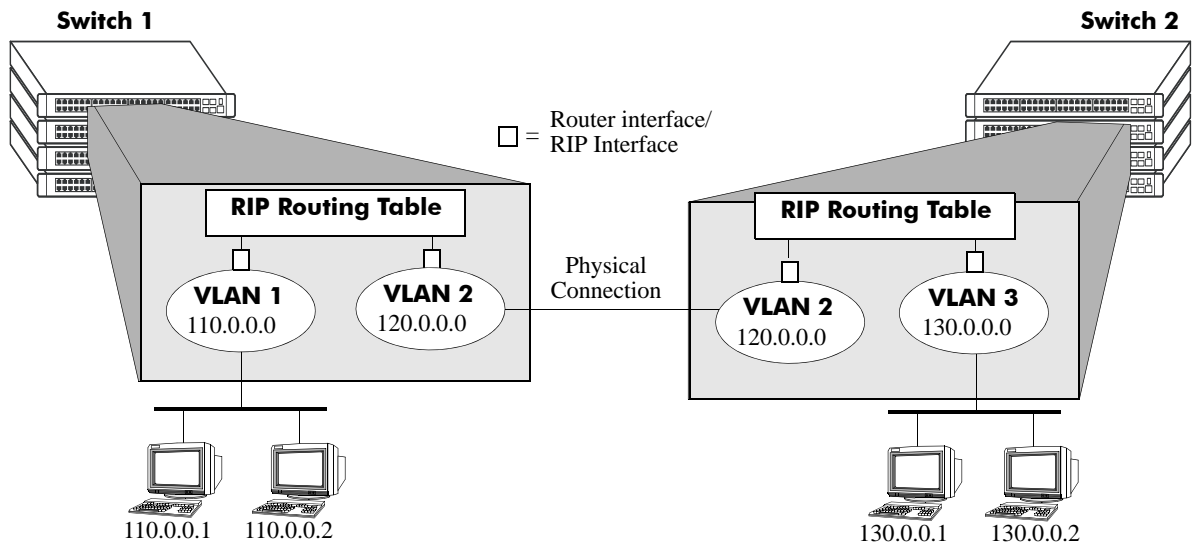 Switch 1
Switch 2
= Router interface/
RIP Interface
RIP Routing Table
RIP Routing Table
VLAN 1
110.0.0.0
VLAN 2
120.0.0.0
Physical
Connection
VLAN 2
120.0.0.0
VLAN 3
130.0.0.0
110.0.0.1
110.0.0.2
130.0.0.1
130.0.0.2